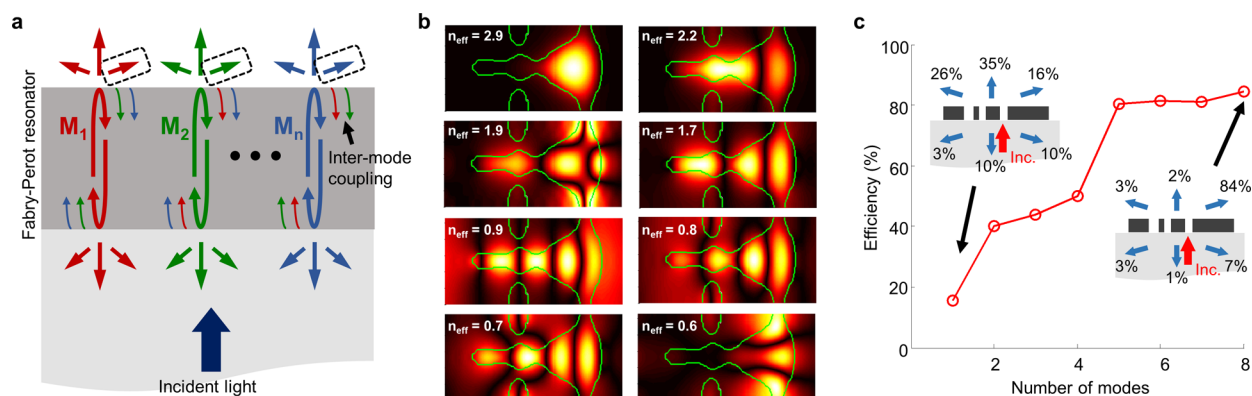 a
Fabry-Perot resonator
M1
M2
Mn
Inter-mode
coupling
Incident light
b
neff = 2.9
neff = 2.2
neff = 1.9
neff = 1.7
neff = 0.9
neff = 0.8
neff = 0.7
neff = 0.6
c
Efficiency (%)
100
80
60
40
20
0
2
4
6
8
Number of modes
26%
35%
16%
3%
10%
Inc.
10%
3%
2%
84%
3%
1%
Inc.
7%